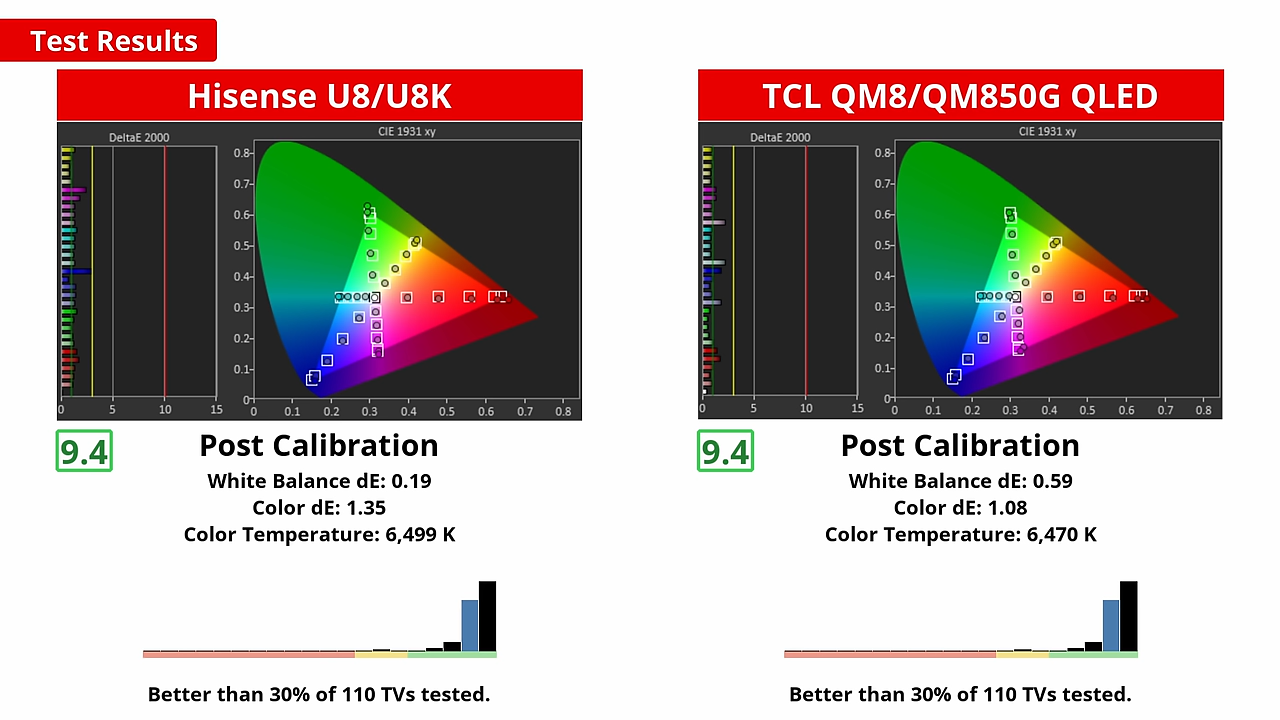 Test Results
Hisense U8/U8K
DeltaE 2000
CIE 1931 xy
0.8
0.7
0.6
0.5
0.4
0.3
0.2
0.1
0
0 5 10 15
0 0.1 0.2 0.3 0.4 0.5 0.6 0.7 0.8
9.4
Post Calibration
White Balance dE: 0.19
Color dE: 1.35
Color Temperature: 6,499 K
Better than 30% of 110 TVs tested.
TCL QM8/QM850G QLED
DeltaE 2000
CIE 1931 xy
0.8
0.7
0.6
0.5
0.4
0.3
0.2
0.1
0
0 5 10 15
0 0.1 0.2 0.3 0.4 0.5 0.6 0.7 0.8
9.4
Post Calibration
White Balance dE: 0.59
Color dE: 1.08
Color Temperature: 6,470 K
Better than 30% of 110 TVs tested.